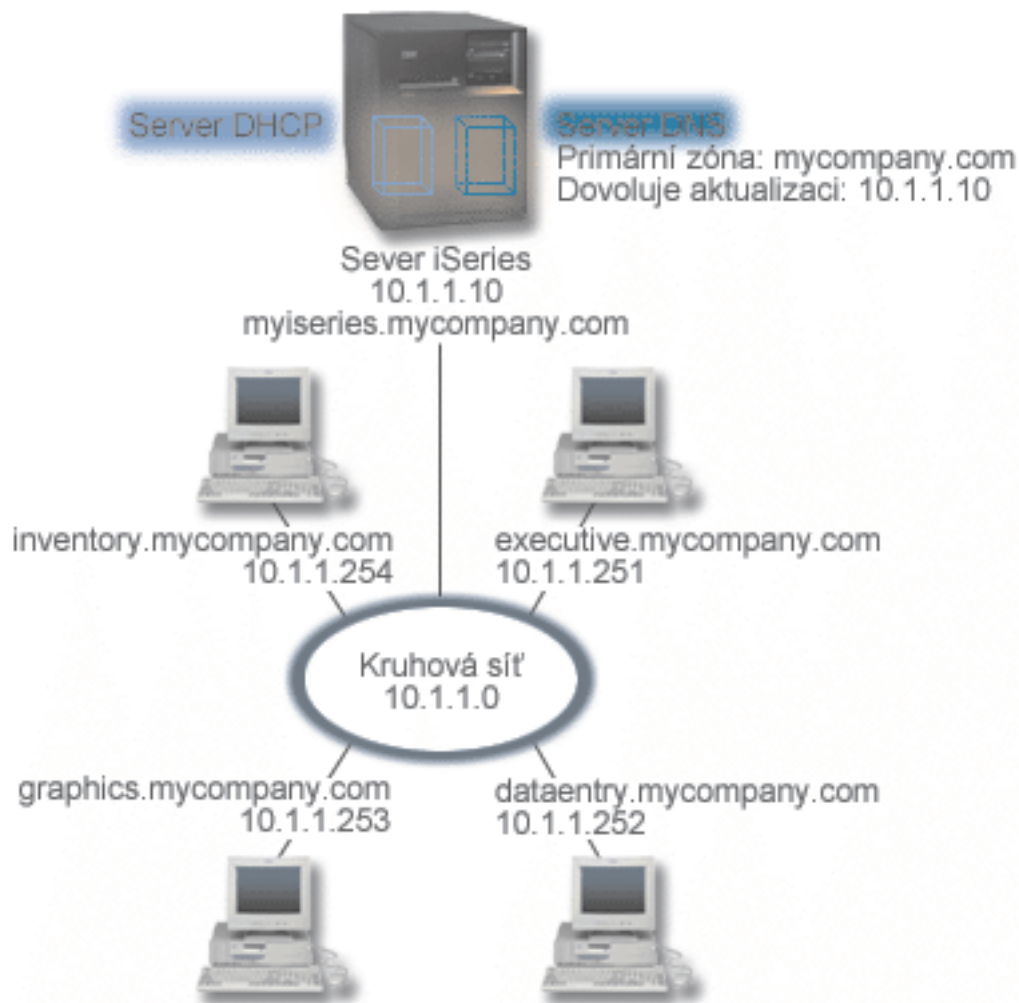 Server DHCP
Server DNS
Primární zóna: mycompany.com
Dovoluje aktualizaci: 10.1.1.10
Sever iSeries
10.1.1.10
myiseries.mycompany.com
inventory.mycompany.com
10.1.1.254
executive.mycompany.com
10.1.1.251
Kruhová síť
10.1.1.0
graphics.mycompany.com
10.1.1.253
dataentry.mycompany.com
10.1.1.252